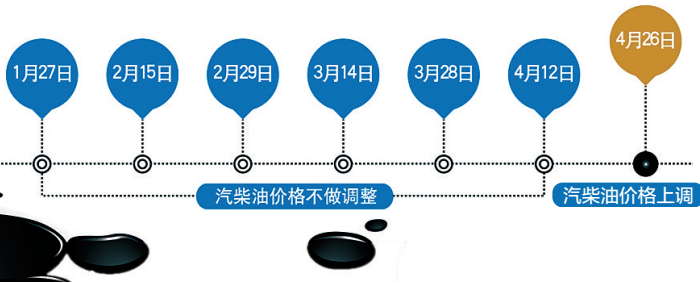 1月27日
2月15日
2月29日
3月14日
3月28日
4月12日
4月26日
汽柴油价格不做调整
汽柴油价格上调